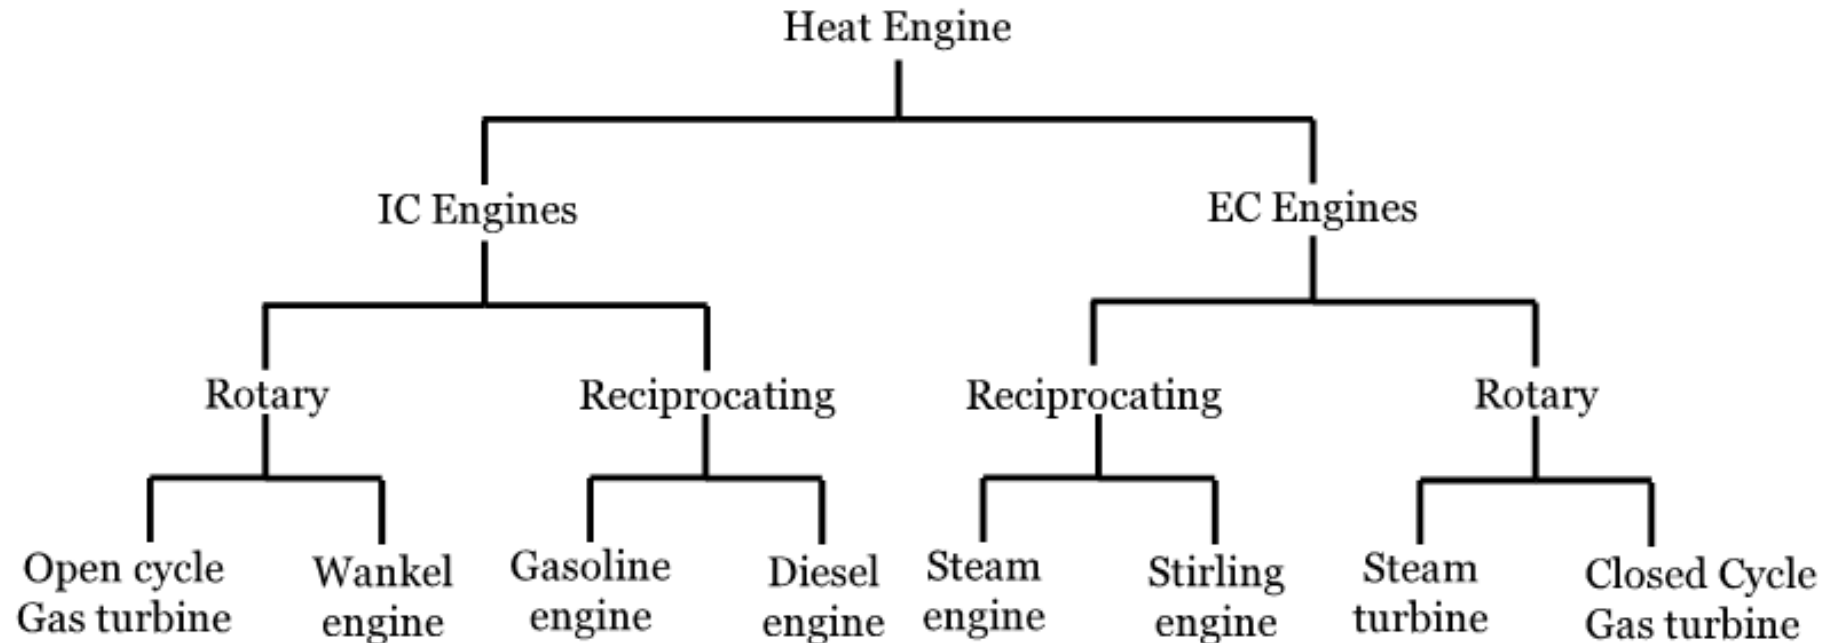 Heat Engine
IC Engines
EC Engines
Rotary
Reciprocating
Reciprocating
Rotary
Open cycle
Gas turbine
Wankel
engine
Gasoline
engine
Diesel
engine
Steam
engine
Stirling
engine
Steam
turbine
Closed Cycle
Gas turbine